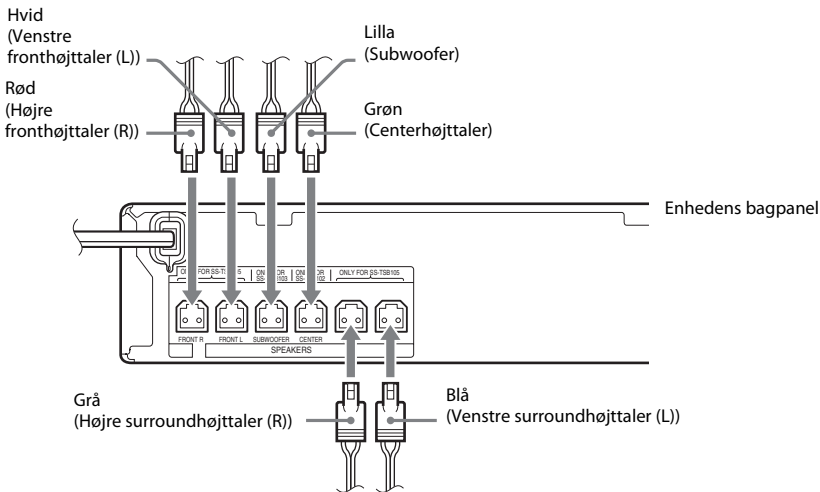 Hvid
(Venstre
fronthøjttaler (L))
Rød
(Højre
fronthøjttaler (R))
Lilla
(Subwoofer)
Grøn
(Centerhøjttaler)
Enhedens bagpanel
ONLY FOR SS-TSB105
FRONT R
FRONT L
SUBWOOFER
CENTER
SPEAKERS
Grå
(Højre surroundhøjttaler (R))
Blå
(Venstre surroundhøjttaler (L))